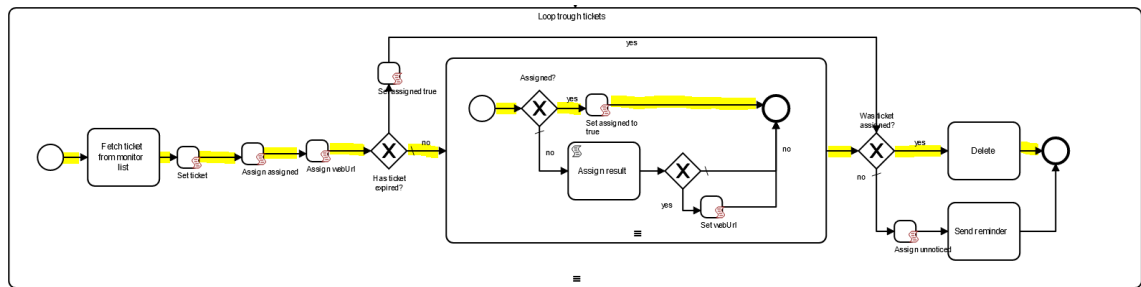 Loop trough tickets
yes
Set assigned true
Assigned?
yes
Set assigned to
true
Was ticket
assigned?
Fetch ticket
from monitor
list
Set ticket
Assign assigned
Assign webUrl
Has ticket
expired?
no
no
Assign result
no
yes
Set webUrl
yes
Delete
no
Assign unnoticed
Send reminder